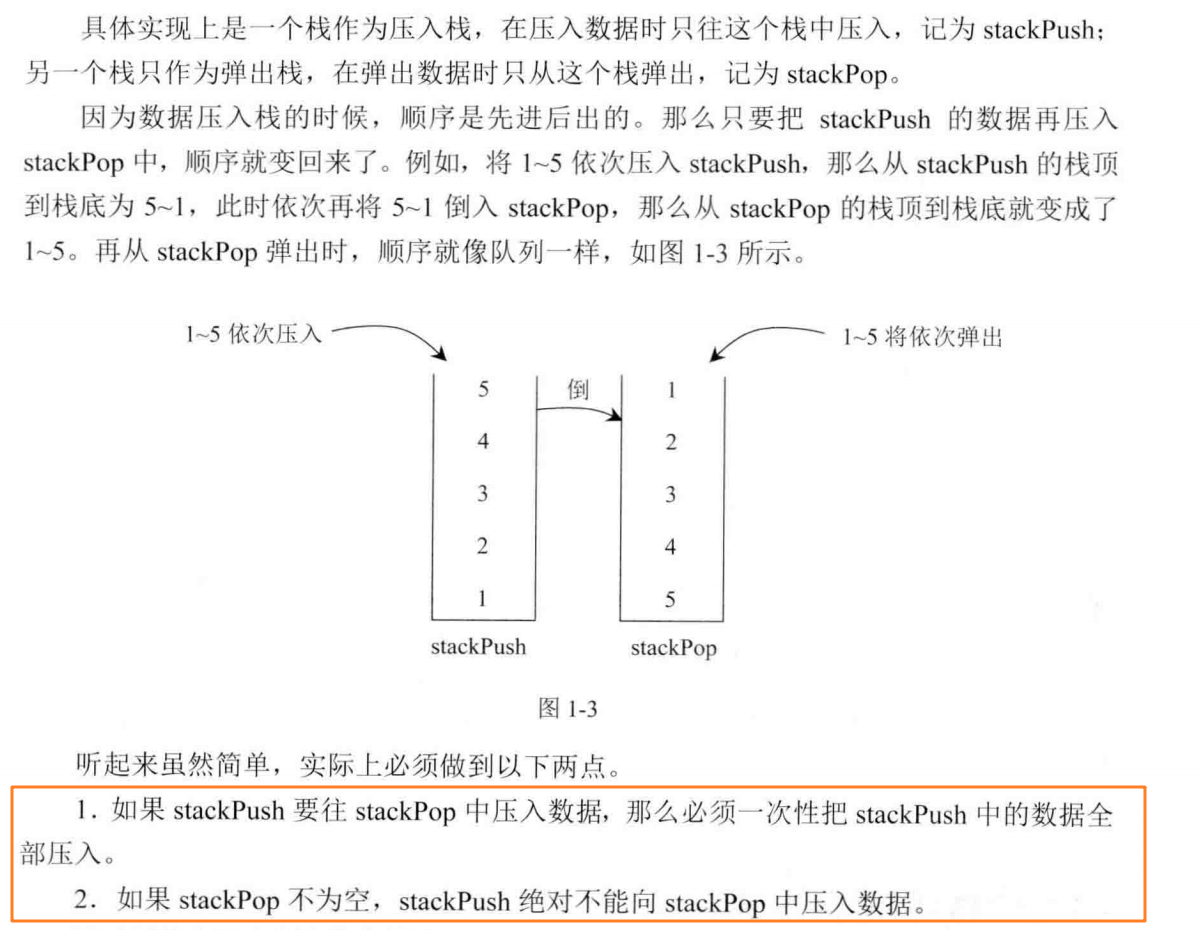 具体实现上是一个栈作为压入栈，在压入数据时只往这个栈中压入，记为 stackPush；
另一个栈只作为弹出栈，在弹出数据时只从这个栈弹出，记为 stackPop。
因为数据压入栈的时候，顺序是先进后出的。那么只要把 stackPush 的数据再压入
stackPop 中，顺序就变回来了。例如，将 1~5 依次压入 stackPush，那么从 stackPush 的栈顶
到栈底为 5~1，此时依次再将 5~1 倒入 stackPop，那么从 stackPop 的栈顶到栈底就变成了
1~5。再从 stackPop 弹出时，顺序就像队列一样，如图 1-3 所示。
1~5 依次压入
1~5 将依次弹出
5 倒 1
4 2
3 3
2 4
1 5
stackPush stackPop
图 1-3
听起来虽然简单，实际上必须做到以下两点。
1．如果 stackPush 要往 stackPop 中压入数据，那么必须一次性把 stackPush 中的数据全
部压入。
2．如果 stackPop 不为空，stackPush 绝对不能向 stackPop 中压入数据。